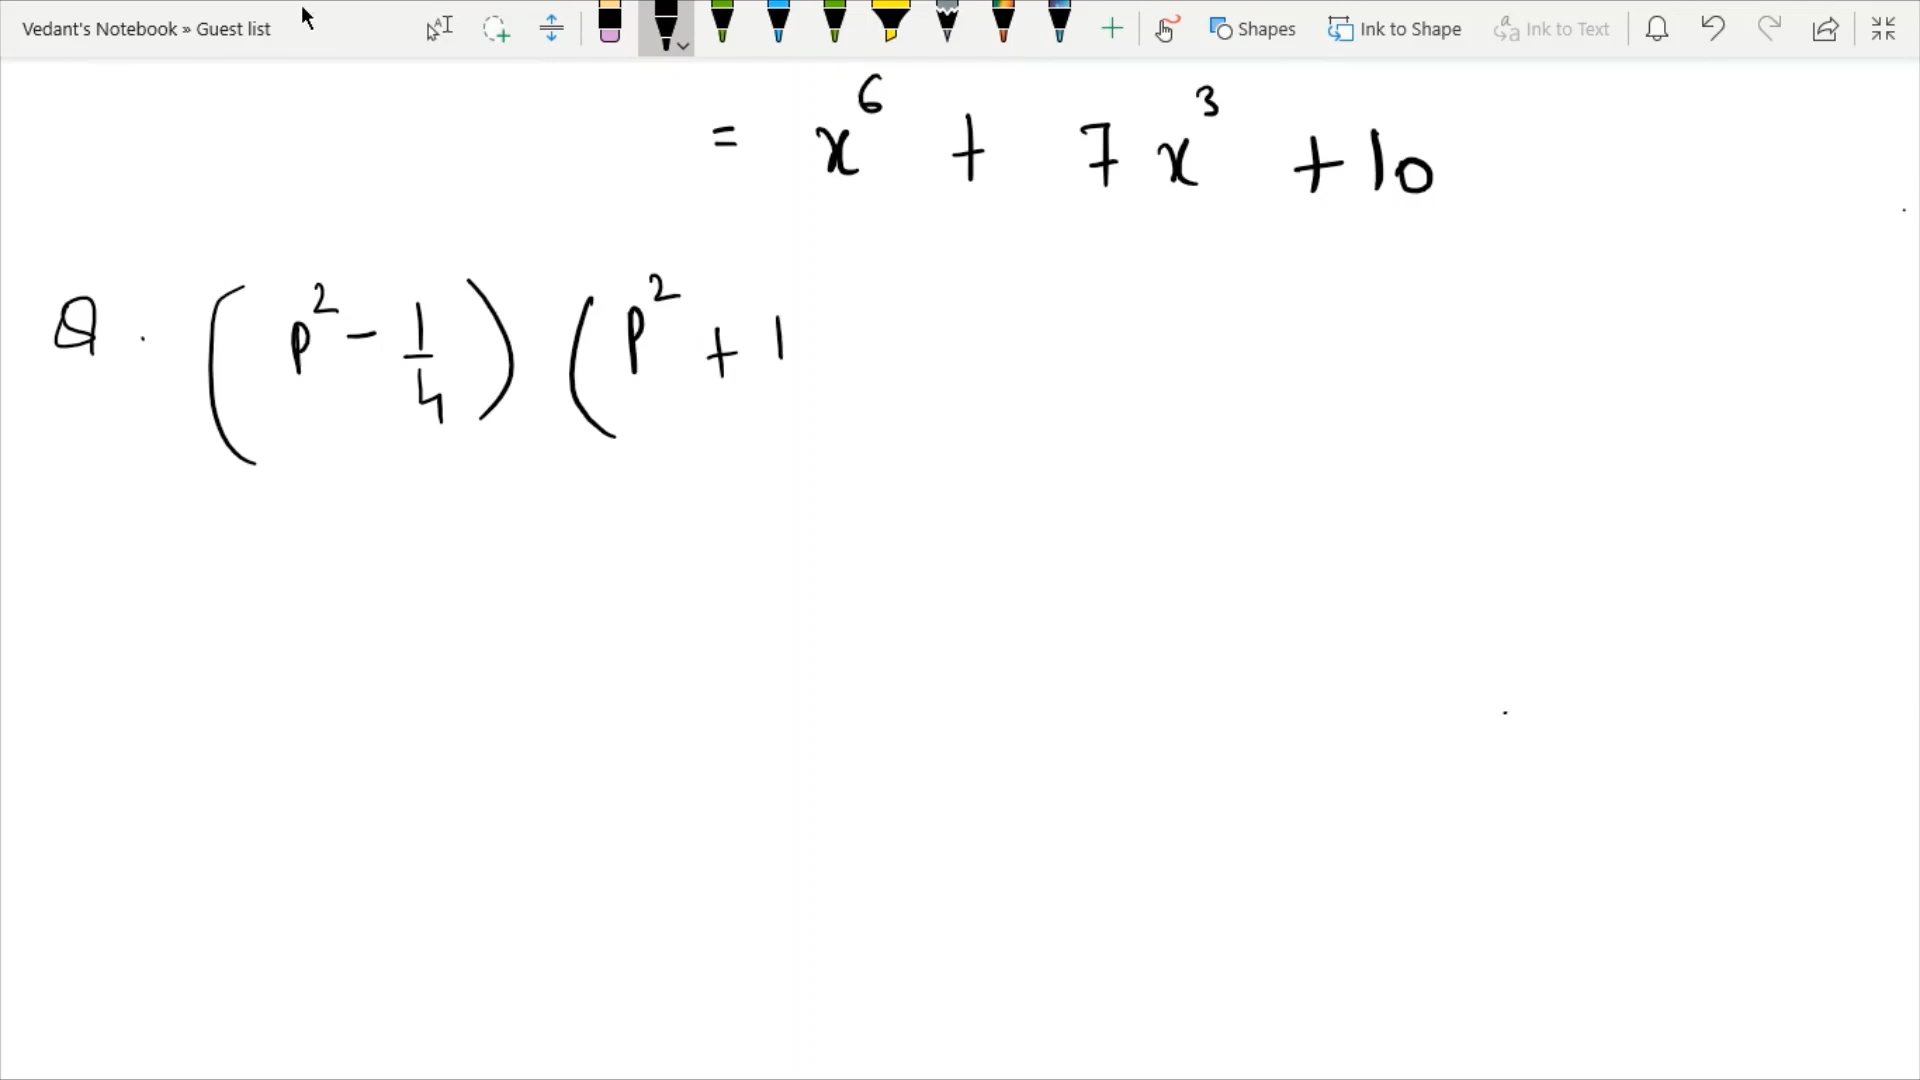 Vedant's Notebook » Guest list Shapes Ink to Shape Ink to Text
= x⁶ + 7x³ + 10
Q. (p² - 1/4) (p² + 1